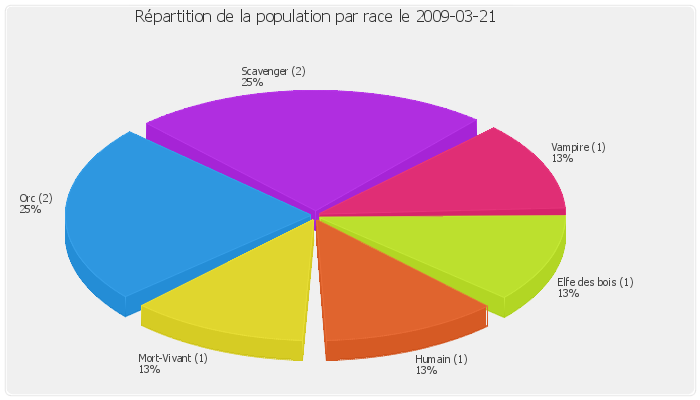 Répartition de la population par race le 2009-03-21
Scavenger (2)
25%
Vampire (1)
13%
Orc (2)
25%
Elfe des bois (1)
13%
Mort-Vivant (1)
13%
Humain (1)
13%